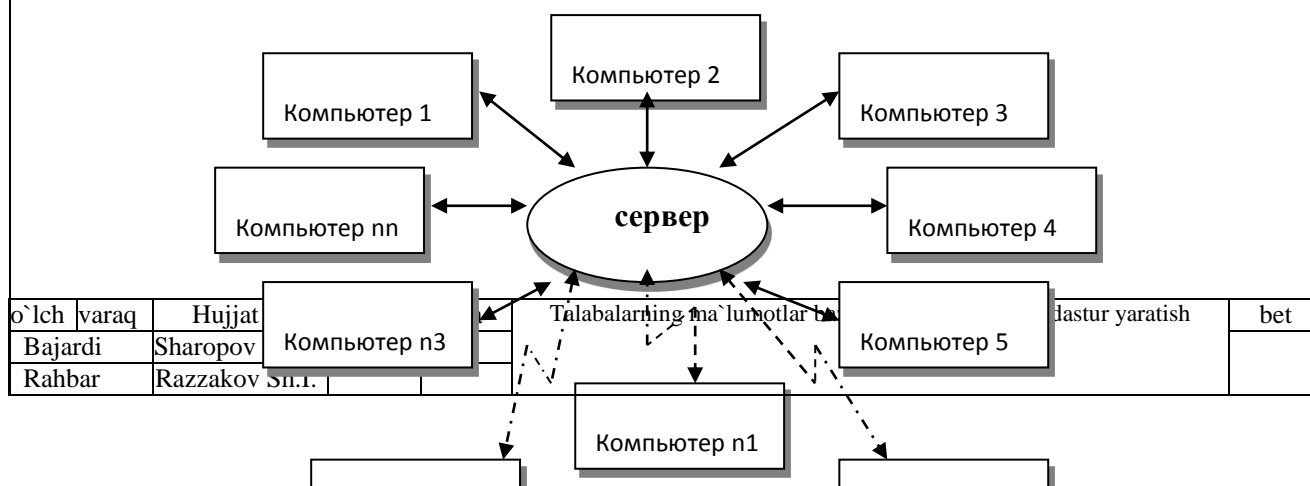 Компьютер 2
Компьютер 1
Компьютер 3
Компьютер nn
сервер
Компьютер 4
o`lch varaq Hujjat Talabalarning ma`lumotlar dastur yaratish bet
Bajardi Sharopov
Компьютер n3
Компьютер 5
Rahbar Razzakov Sh.I.
Компьютер n1